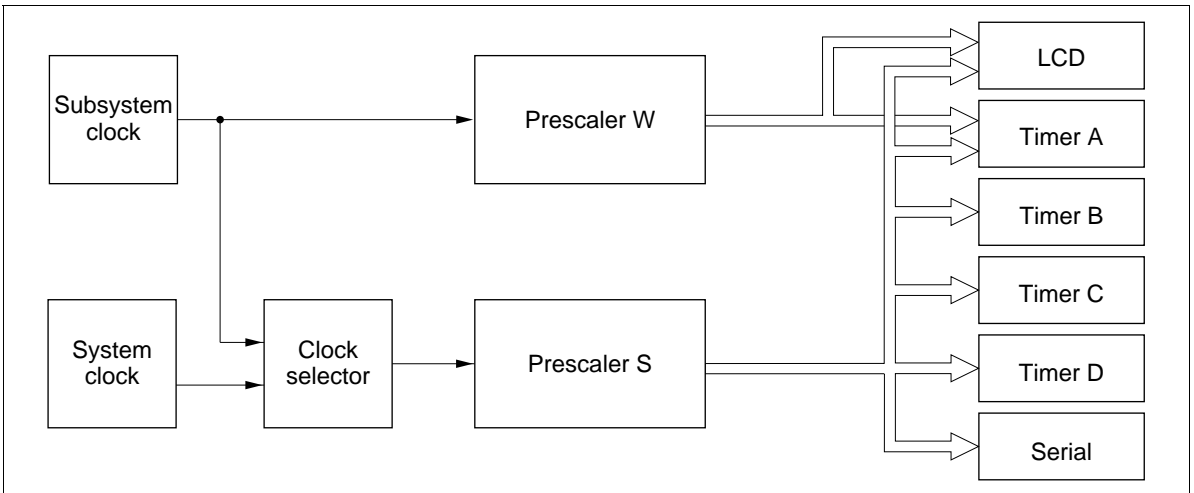 Subsystem
clock
Prescaler W
LCD
Timer A
Timer B
Timer C
Timer D
Serial
System
clock
Clock
selector
Prescaler S